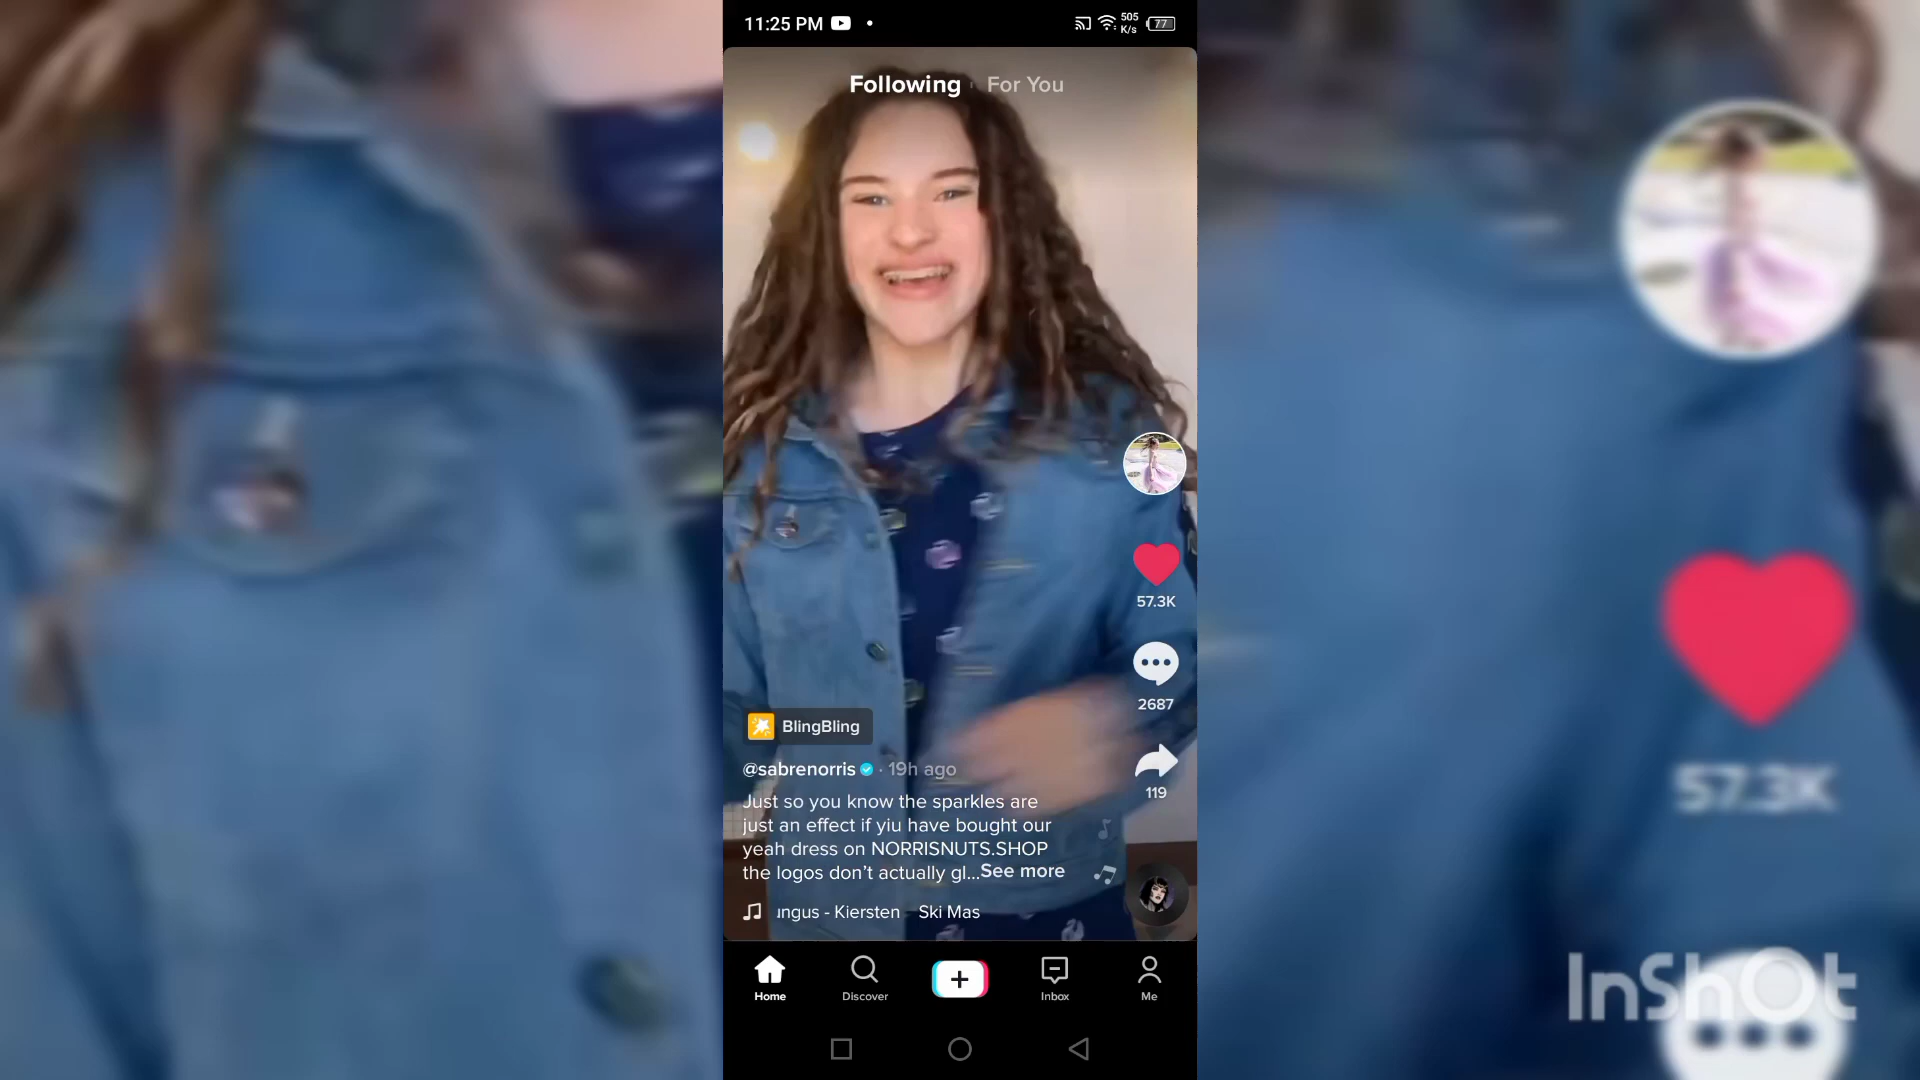 11:25 PM
505
K/s
77
Following
For You
57.3K
2687
BlingBling
@sabrenorris · 19h ago
119
Just so you know the sparkles are
just an effect if yiu have bought our
yeah dress on NORRISNUTS.SHOP
the logos don't actually gl...See more
ungus - Kiersten Ski Mas
Home
Discover
Inbox
Me
57.3K
InShOt